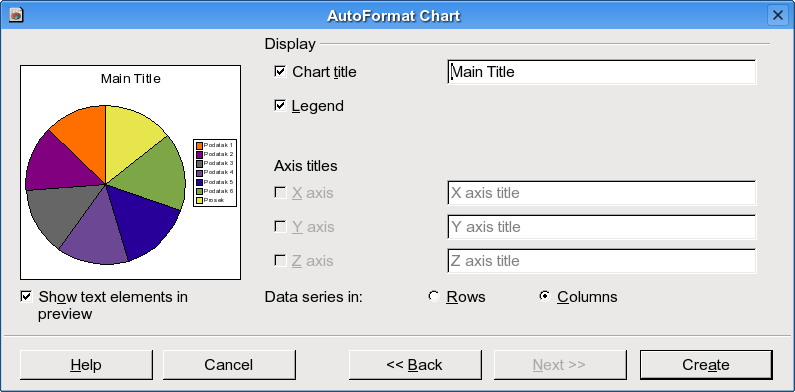 AutoFormat Chart
Display
Chart title
Main Title
Legend
Main Title
Podatak 1
Podatak 2
Podatak 3
Podatak 4
Podatak 5
Podatak 6
Prosek
Axis titles
X axis
X axis title
Y axis
Y axis title
Z axis
Z axis title
Show text elements in
preview
Data series in:
Rows
Columns
Help
Cancel
<< Back
Next >>
Create